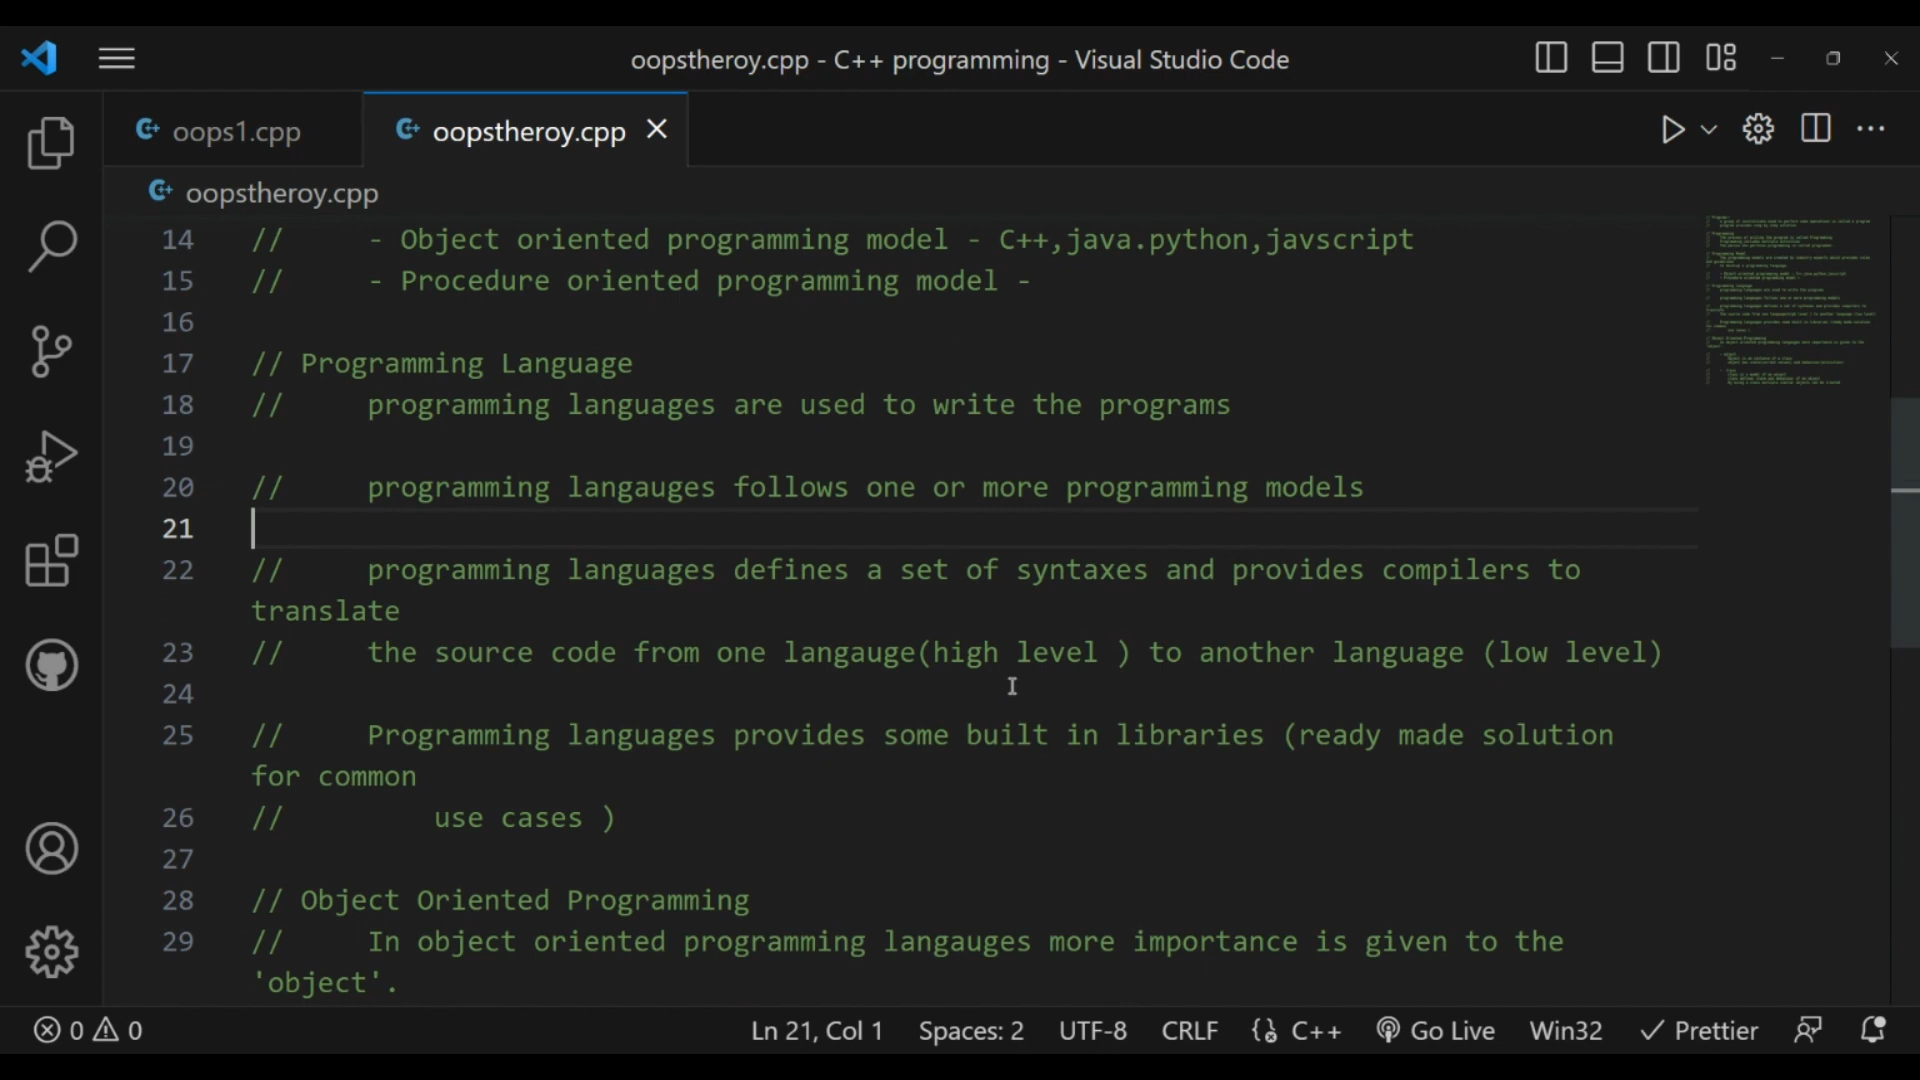 oopstheroy.cpp - C++ programming - Visual Studio Code
oops1.cpp
oopstheroy.cpp
oopstheroy.cpp
14 // - Object oriented programming model - C++,java.python,javscript
15 // - Procedure oriented programming model -
16
17 // Programming Language
18 // programming languages are used to write the programs
19
20 // programming langauges follows one or more programming models
21
22 // programming languages defines a set of syntaxes and provides compilers to
translate
23 // the source code from one langauge(high level ) to another language (low level)
24
25 // Programming languages provides some built in libraries (ready made solution
for common
26 // use cases )
27
28 // Object Oriented Programming
29 // In object oriented programming langauges more importance is given to the
'object'.
0 0 Ln 21, Col 1 Spaces: 2 UTF-8 CRLF C++ Go Live Win32 Prettier